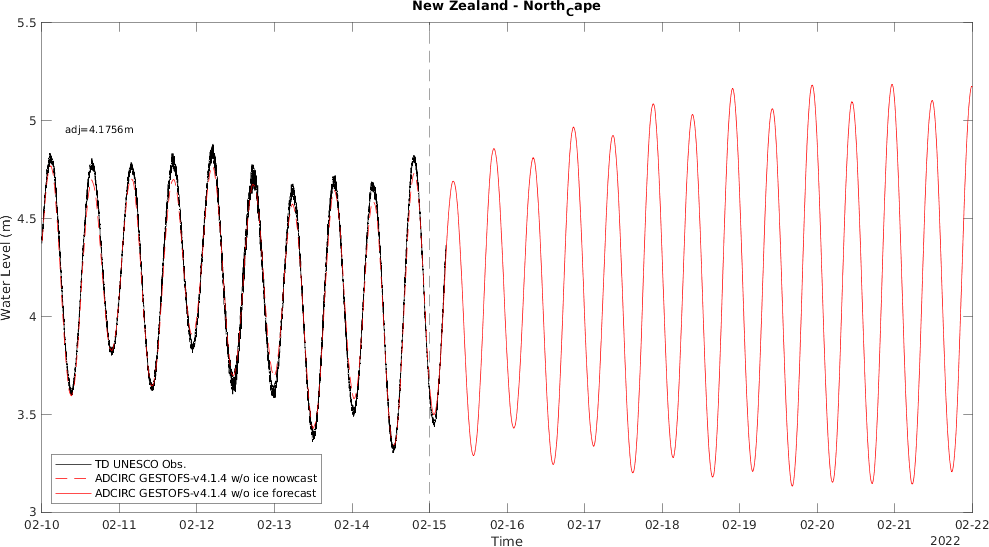 New Zealand - NorthCape
5.5
5
4.5
4
3.5
3
Water Level (m)
adj=4.1756m
TD UNESCO Obs.
ADCIRC GESTOFS-v4.1.4 w/o ice nowcast
ADCIRC GESTOFS-v4.1.4 w/o ice forecast
02-10 02-11 02-12 02-13 02-14 02-15 02-16 02-17 02-18 02-19 02-20 02-21 02-22
Time
2022